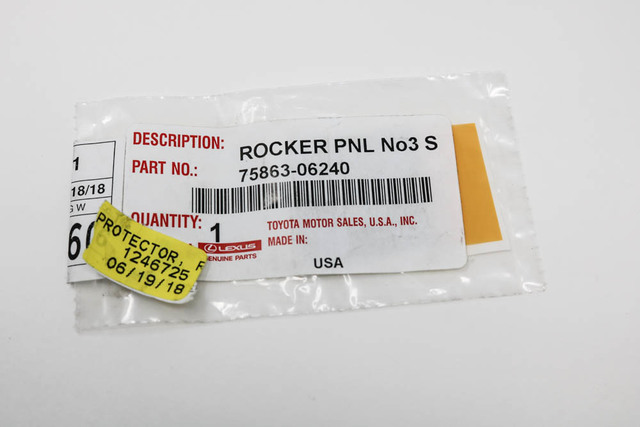 DESCRIPTION: ROCKER PNL No3 S
PART NO.: 75863-06240
QUANTITY: 1
TOYOTA MOTOR SALES, U.S.A., INC.
MADE IN:
USA
LEXUS
GENUINE PARTS
1
18/18
G W
60
PROTECTOR, F
1246725
06/19/18